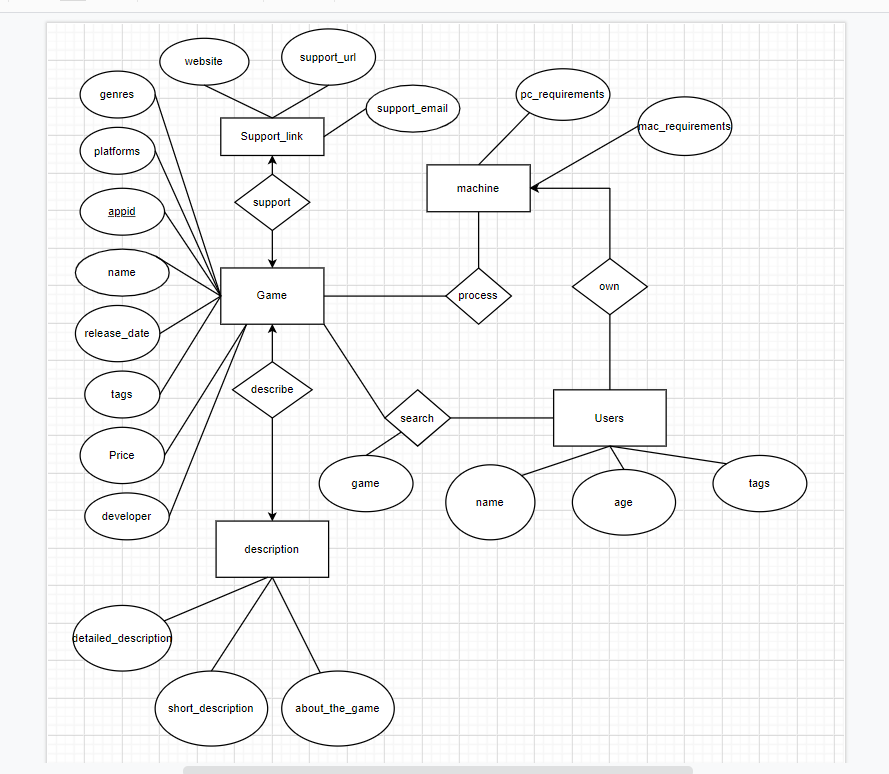 website
support_url
genres
pc_requirements
support_email
mac_requirements
Support_link
platforms
machine
support
appid
name
own
Game
process
release_date
describe
tags
search
Users
Price
game
name
age
tags
developer
description
detailed_description
short_description
about_the_game